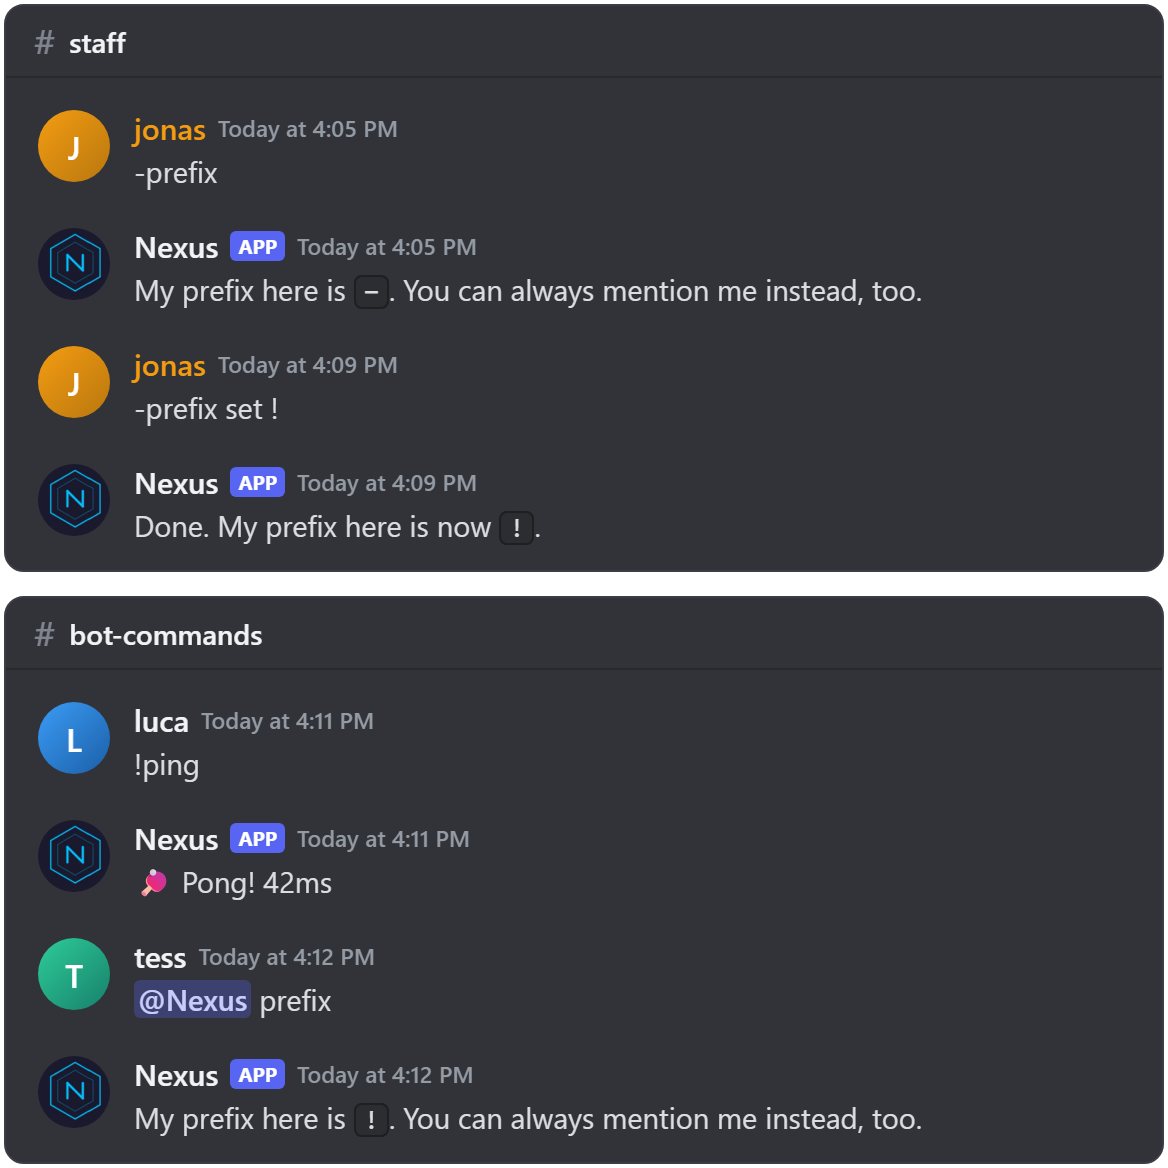 # staff
J
jonas Today at 4:05 PM
-prefix
N
Nexus APP Today at 4:05 PM
My prefix here is -. You can always mention me instead, too.
J
jonas Today at 4:09 PM
-prefix set !
N
Nexus APP Today at 4:09 PM
Done. My prefix here is now !.
# bot-commands
L
luca Today at 4:11 PM
!ping
N
Nexus APP Today at 4:11 PM
🏓 Pong! 42ms
T
tess Today at 4:12 PM
@Nexus prefix
N
Nexus APP Today at 4:12 PM
My prefix here is !. You can always mention me instead, too.